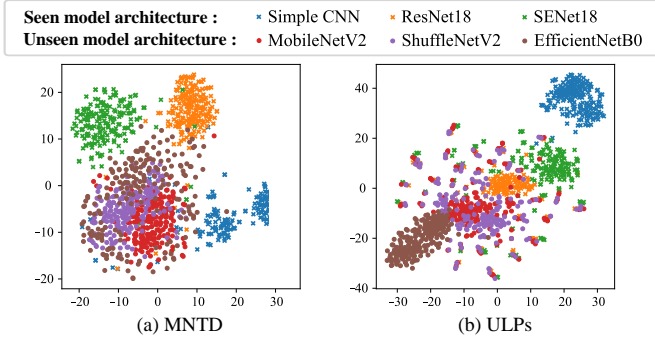 Seen model architecture : Simple CNN ResNet18 SENet18
Unseen model architecture : MobileNetV2 ShuffleNetV2 EfficientNetB0
20
10
0
−10
−20
−20 −10 0 10 20 30
(a) MNTD
40
20
0
−20
−40
−30 −20 −10 0 10 20 30
(b) ULPs